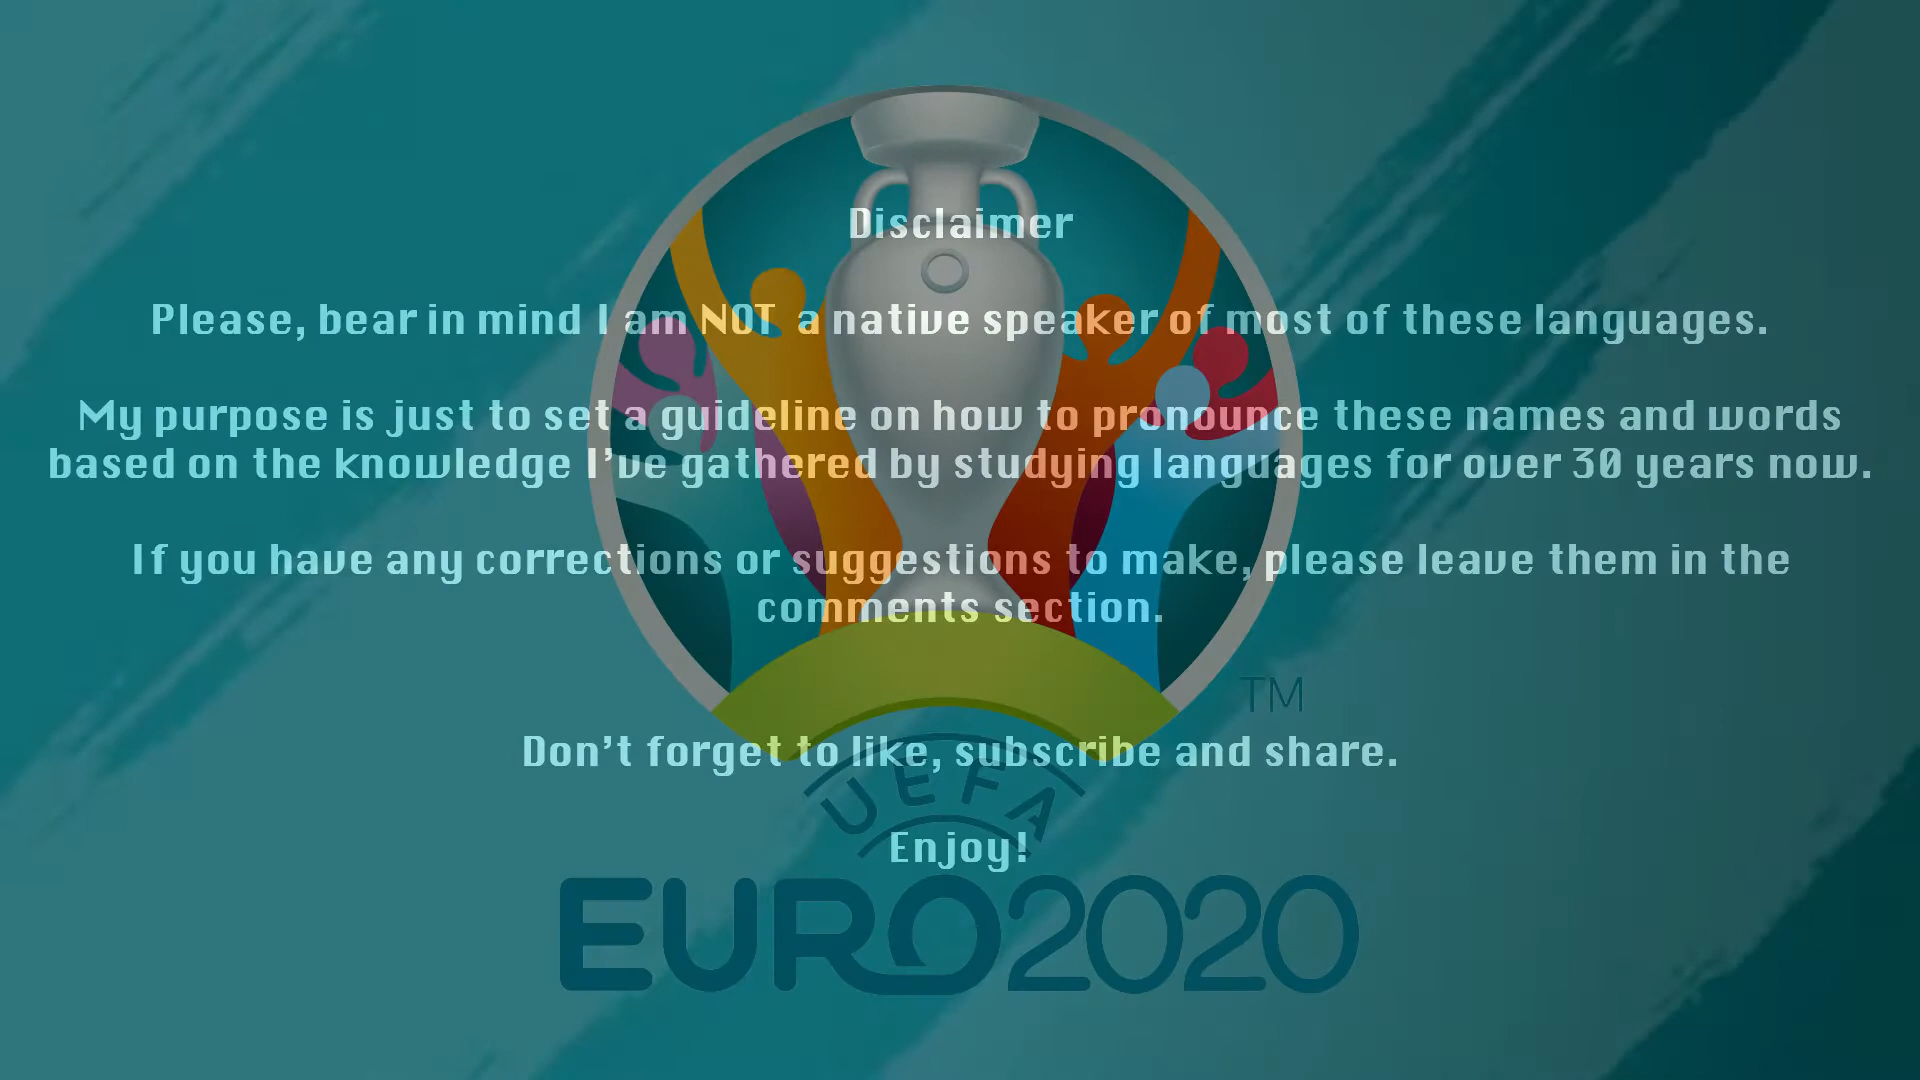 Disclaimer
Please, bear in mind I am NOT a native speaker of most of these languages.
My purpose is just to set a guideline on how to pronounce these names and words
based on the knowledge I've gathered by studying languages for over 30 years now.
If you have any corrections or suggestions to make, please leave them in the
comments section.
TM
Don't forget to like, subscribe and share.
UEFA
Enjoy!
EURO2020